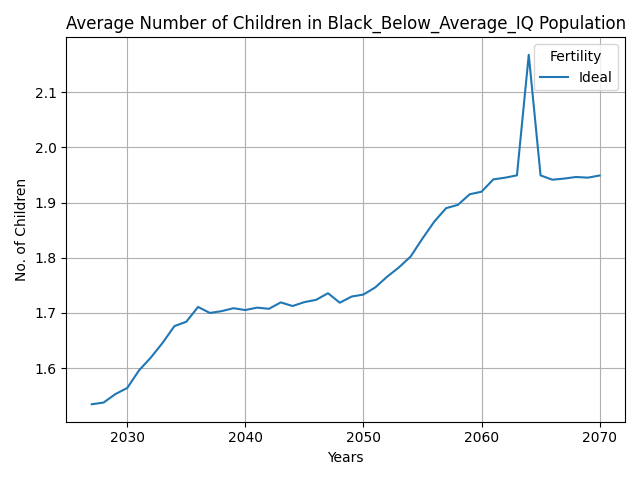 Average Number of Children in Black_Below_Average_IQ Population
Fertility
Ideal
No. of Children
2.1
2.0
1.9
1.8
1.7
1.6
2030 2040 2050 2060 2070
Years